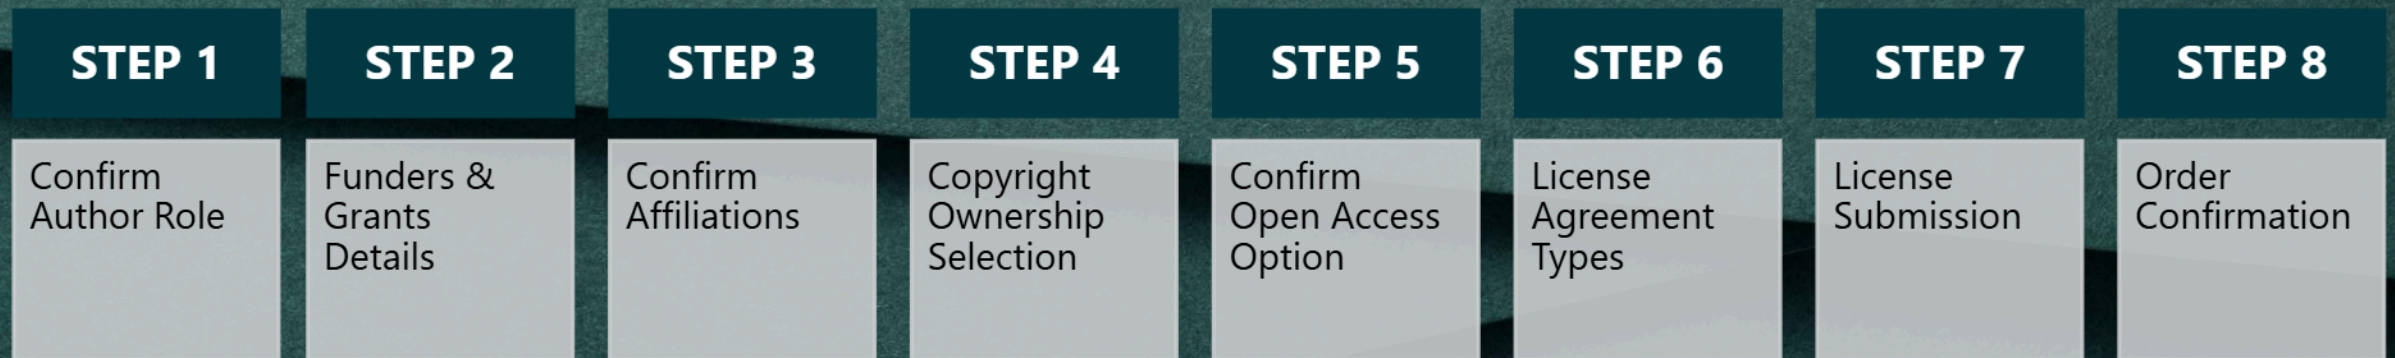 STEP 1
Confirm
Author Role
STEP 2
Funders &
Grants
Details
STEP 3
Confirm
Affiliations
STEP 4
Copyright
Ownership
Selection
STEP 5
Confirm
Open Access
Option
STEP 6
License
Agreement
Types
STEP 7
License
Submission
STEP 8
Order
Confirmation